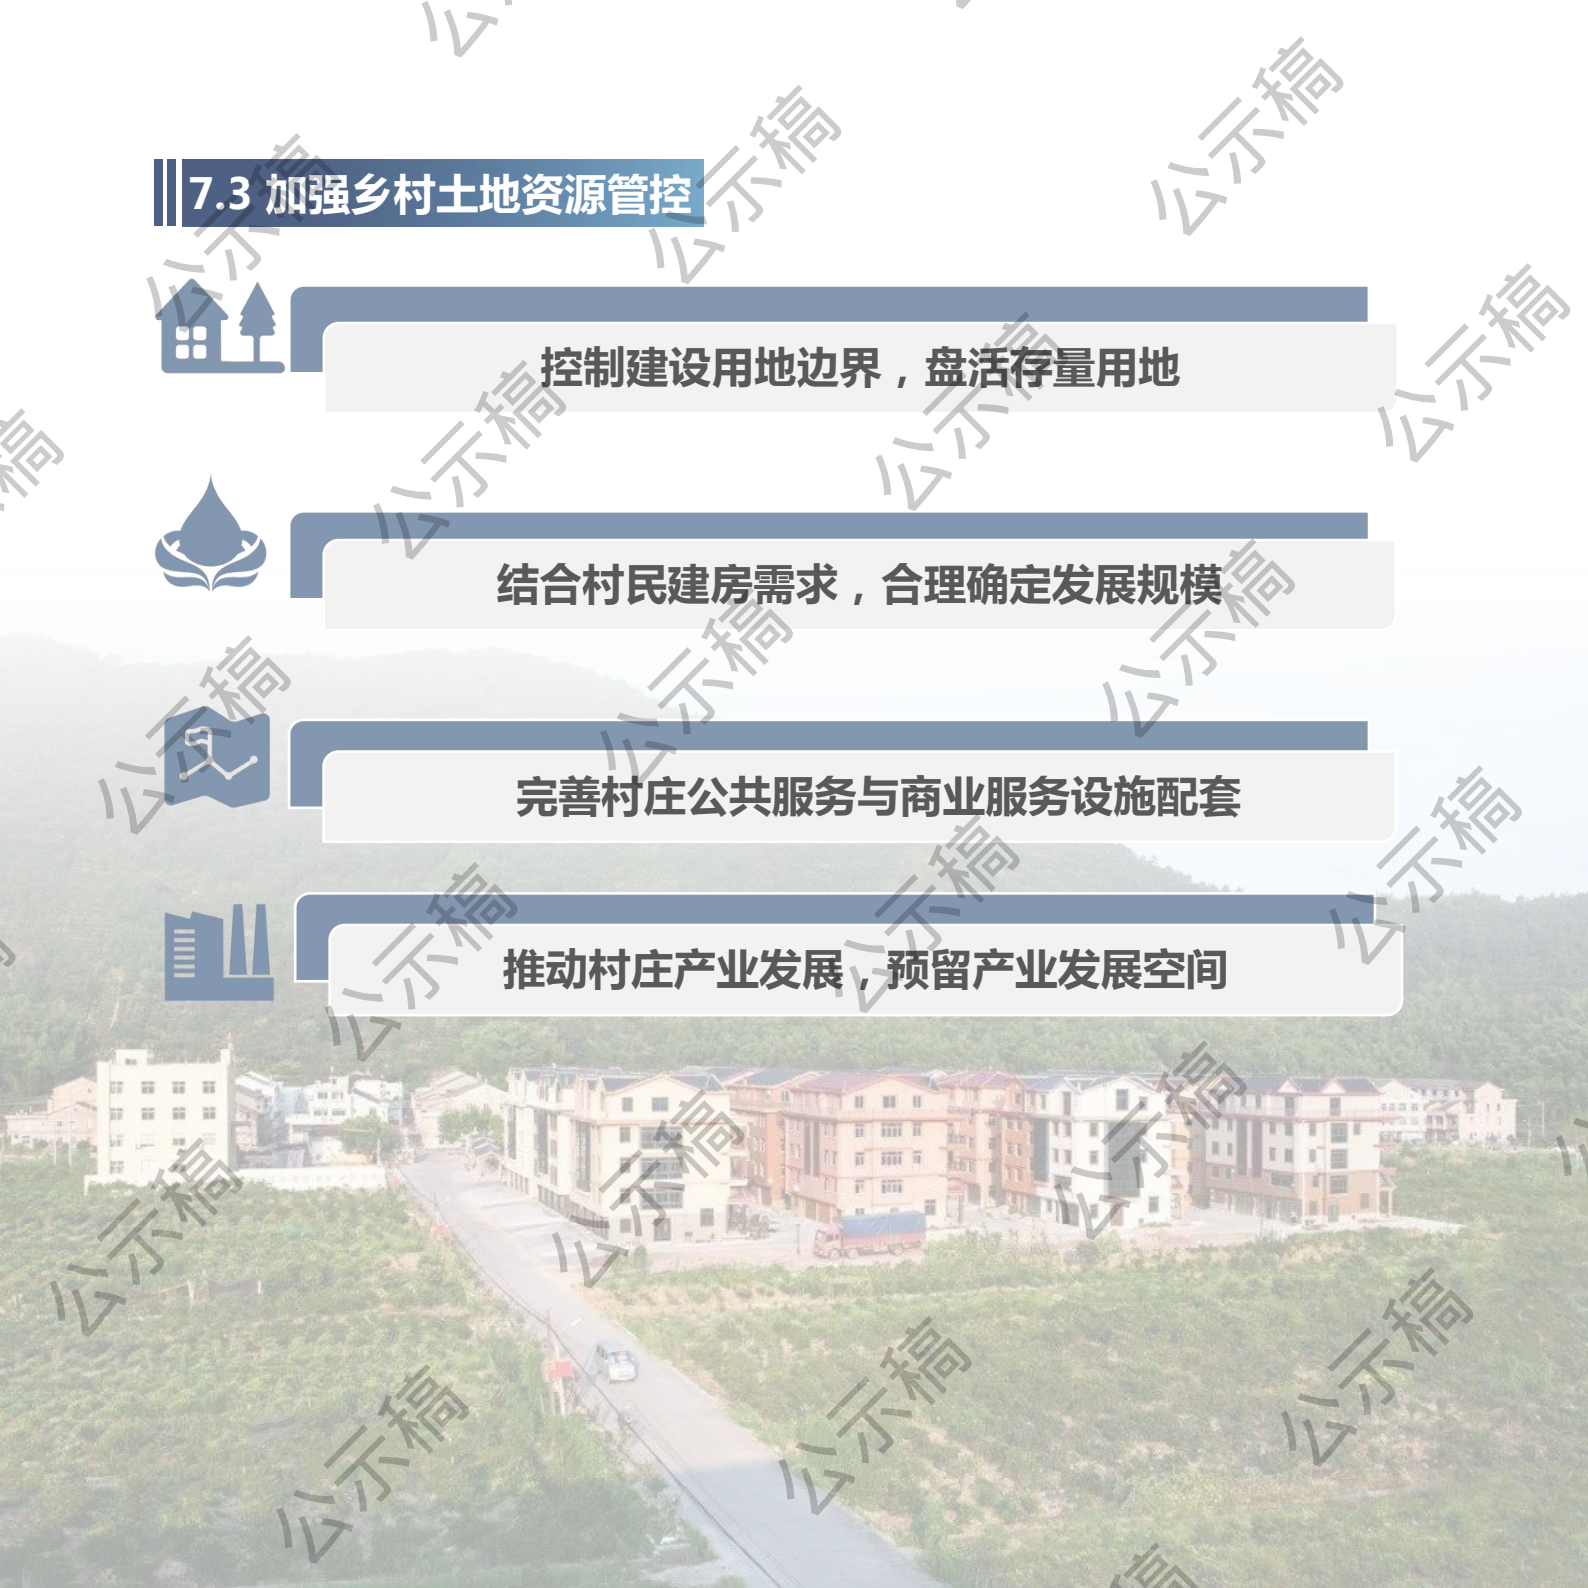 7.3 加强乡村土地资源管控
控制建设用地边界，盘活存量用地
结合村民建房需求，合理确定发展规模
完善村庄公共服务与商业服务设施配套
推动村庄产业发展，预留产业发展空间
公示稿